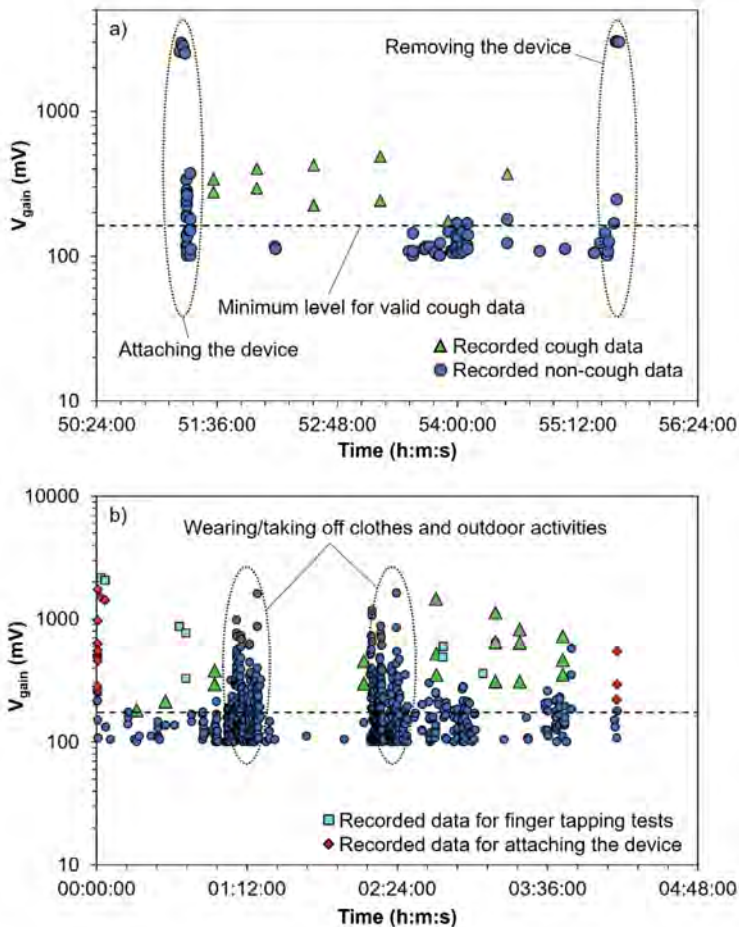 a)
Removing the device
1000
100
10
V_gain (mV)
Minimum level for valid cough data
Attaching the device
Recorded cough data
Recorded non-cough data
50:24:00 51:36:00 52:48:00 54:00:00 55:12:00 56:24:00
Time (h:m:s)
b)
Wearing/taking off clothes and outdoor activities
10000
1000
100
10
V_gain (mV)
Recorded data for finger tapping tests
Recorded data for attaching the device
00:00:00 01:12:00 02:24:00 03:36:00 04:48:00
Time (h:m:s)